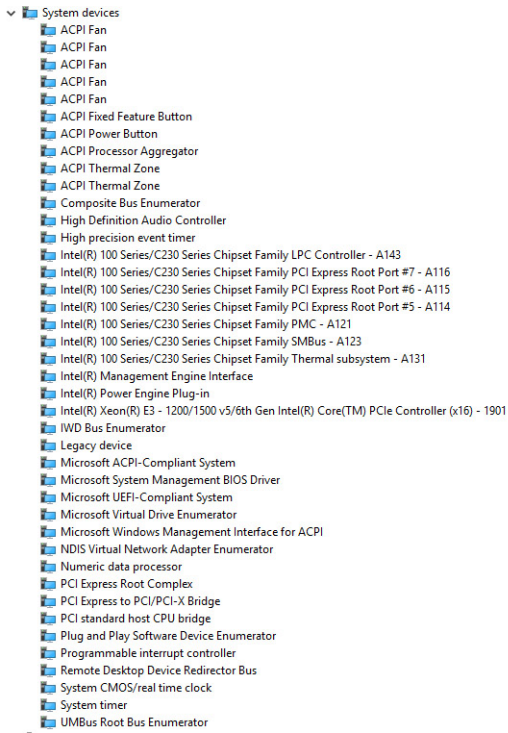 System devices
ACPI Fan
ACPI Fan
ACPI Fan
ACPI Fan
ACPI Fan
ACPI Fixed Feature Button
ACPI Power Button
ACPI Processor Aggregator
ACPI Thermal Zone
ACPI Thermal Zone
Composite Bus Enumerator
High Definition Audio Controller
High precision event timer
Intel(R) 100 Series/C230 Series Chipset Family LPC Controller - A143
Intel(R) 100 Series/C230 Series Chipset Family PCI Express Root Port #7 - A116
Intel(R) 100 Series/C230 Series Chipset Family PCI Express Root Port #6 - A115
Intel(R) 100 Series/C230 Series Chipset Family PCI Express Root Port #5 - A114
Intel(R) 100 Series/C230 Series Chipset Family PMC - A121
Intel(R) 100 Series/C230 Series Chipset Family SMBus - A123
Intel(R) 100 Series/C230 Series Chipset Family Thermal subsystem - A131
Intel(R) Management Engine Interface
Intel(R) Power Engine Plug-in
Intel(R) Xeon(R) E3 - 1200/1500 v5/6th Gen Intel(R) Core(TM) PCIe Controller (x16) - 1901
IWD Bus Enumerator
Legacy device
Microsoft ACPI-Compliant System
Microsoft System Management BIOS Driver
Microsoft UEFI-Compliant System
Microsoft Virtual Drive Enumerator
Microsoft Windows Management Interface for ACPI
NDIS Virtual Network Adapter Enumerator
Numeric data processor
PCI Express Root Complex
PCI Express to PCI/PCI-X Bridge
PCI standard host CPU bridge
Plug and Play Software Device Enumerator
Programmable interrupt controller
Remote Desktop Device Redirector Bus
System CMOS/real time clock
System timer
UMBus Root Bus Enumerator